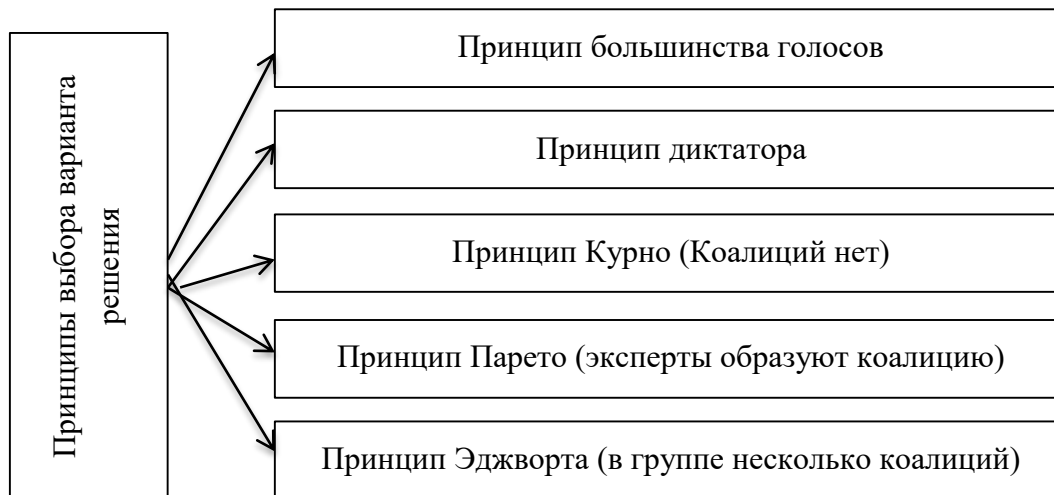 Принципы выбора варианта
решения
Принцип большинства голосов
Принцип диктатора
Принцип Курно (Коалиций нет)
Принцип Парето (эксперты образуют коалицию)
Принцип Эджворта (в группе несколько коалиций)